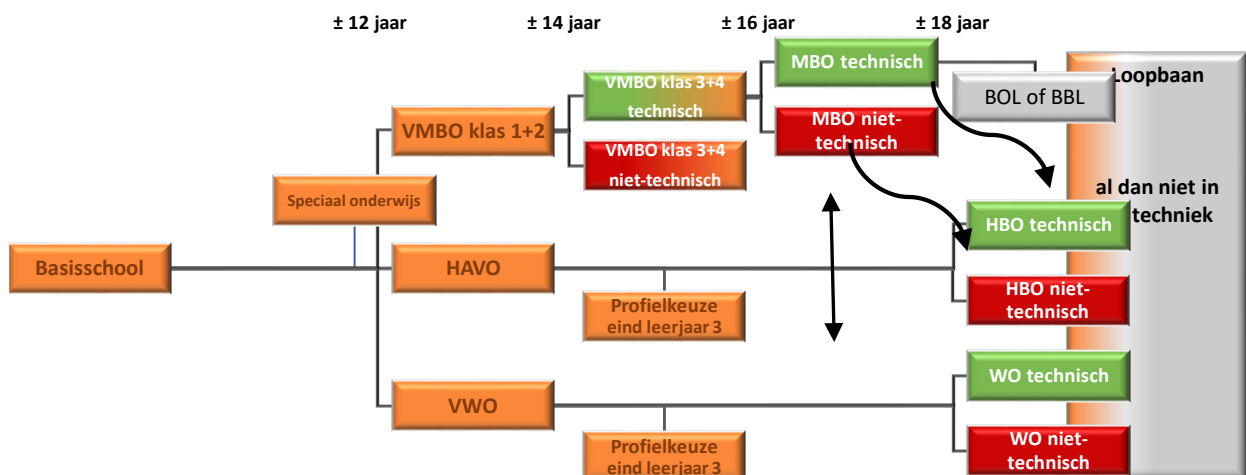 ± 12 jaar
± 14 jaar
± 16 jaar
± 18 jaar
MBO technisch
Loopbaan
VMBO klas 3+4
technisch
BOL of BBL
VMBO klas 1+2
MBO niet-
technisch
VMBO klas 3+4
niet-technisch
Speciaal onderwijs
al dan niet in
techniek
HBO technisch
Basisschool
HAVO
HBO niet-
technisch
Profielkeuze
eind leerjaar 3
WO technisch
VWO
WO niet-
technisch
Profielkeuze
eind leerjaar 3